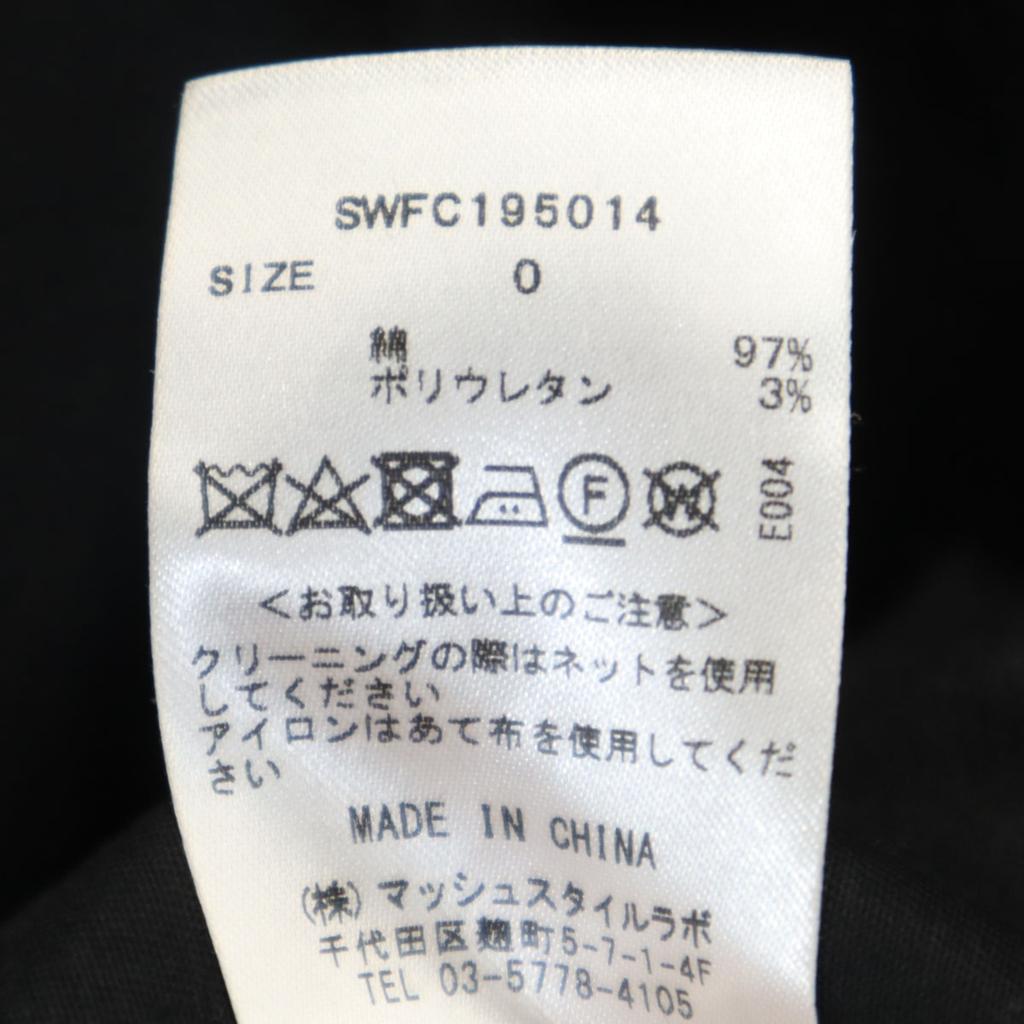 SWFC195014
SIZE 0
綿 97%
ポリウレタン 3%
F W E004
<お取り扱い上のご注意>
クリーニングの際はネットを使用
してください
アイロンはあて布を使用してくだ
さい
MADE IN CHINA
(株)マッシュスタイルラボ
千代田区麹町5-7-1-4F
TEL 03-5778-4105